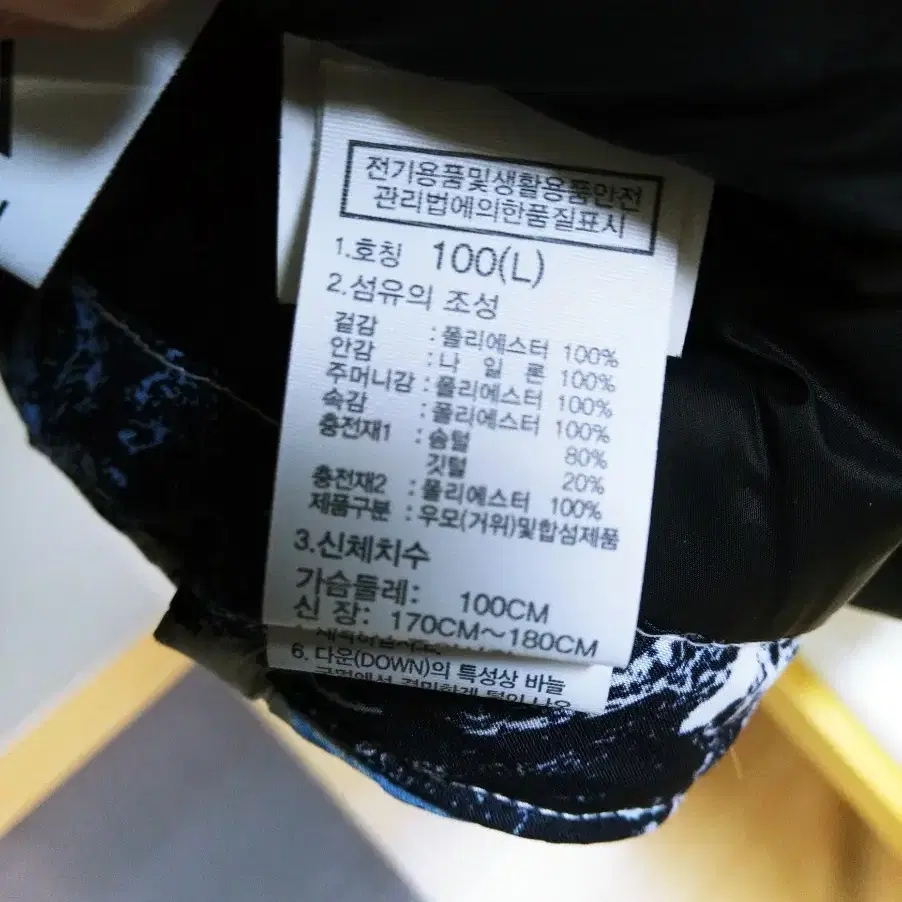 전기용품및생활용품안전
관리법에의한품질표시
1.호칭 100(L)
2.섬유의 조성
겉감 : 폴리에스터 100%
안감 : 나 일 론 100%
주머니감 : 폴리에스터 100%
속감 : 폴리에스터 100%
충전재1 : 솜털 80%
깃털 20%
충전재2 : 폴리에스터 100%
제품구분 : 우모(거위)및합성제품
3.신체치수
가슴둘레: 100CM
신 장: 170CM~180CM
6. 다운(DOWN)의 특성상 바늘